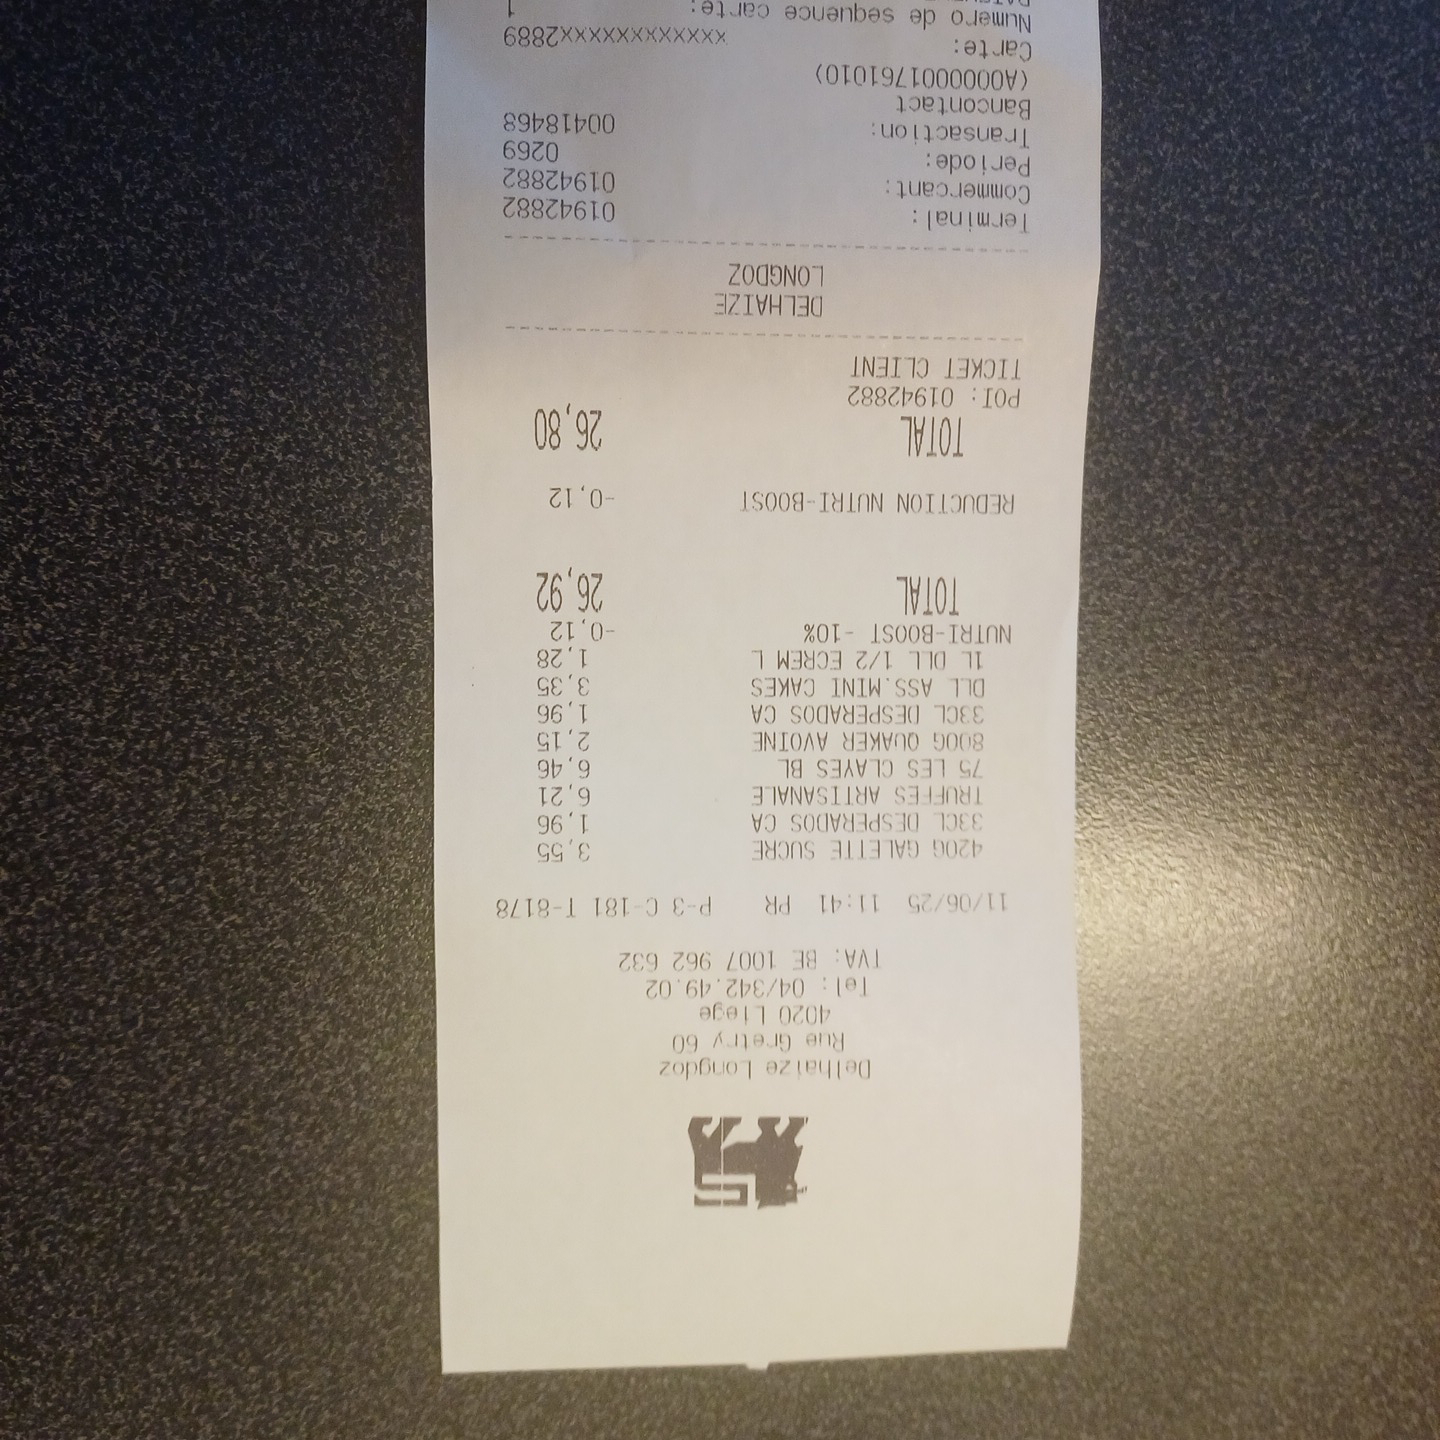 Delhaize Longdoz
Rue Gretry 60
4020 Liege
Tel: 04/342.49.02
TVA: BE 1007 962 632
11/06/25 11:41 PR P-3 C-181 T-8178
420G GALETTE SUCRE 3,55
33CL DESPERADOS CA 1,96
TRUFFES ARTISANALE 6,21
75 LES CLAYES BL 6,46
800G QUAKER AVOINE 2,15
33CL DESPERADOS CA 1,96
DLL ASS.MINI CAKES 3,35
1L DLL 1/2 ECREM L 1,28
NUTRI-BOOST -10% -0,12
TOTAL 26,92
REDUCTION NUTRI-BOOST -0,12
TOTAL 26,80
POI: 01942882
TICKET CLIENT
DELHAIZE
LONGDOZ
Terminal: 01942882
Commercant: 01942882
Periode: 0269
Transaction: 00418468
Bancontact
(A0000001761010)
Carte: xxxxxxxxxxxxx2889
Numero de sequence carte: 1